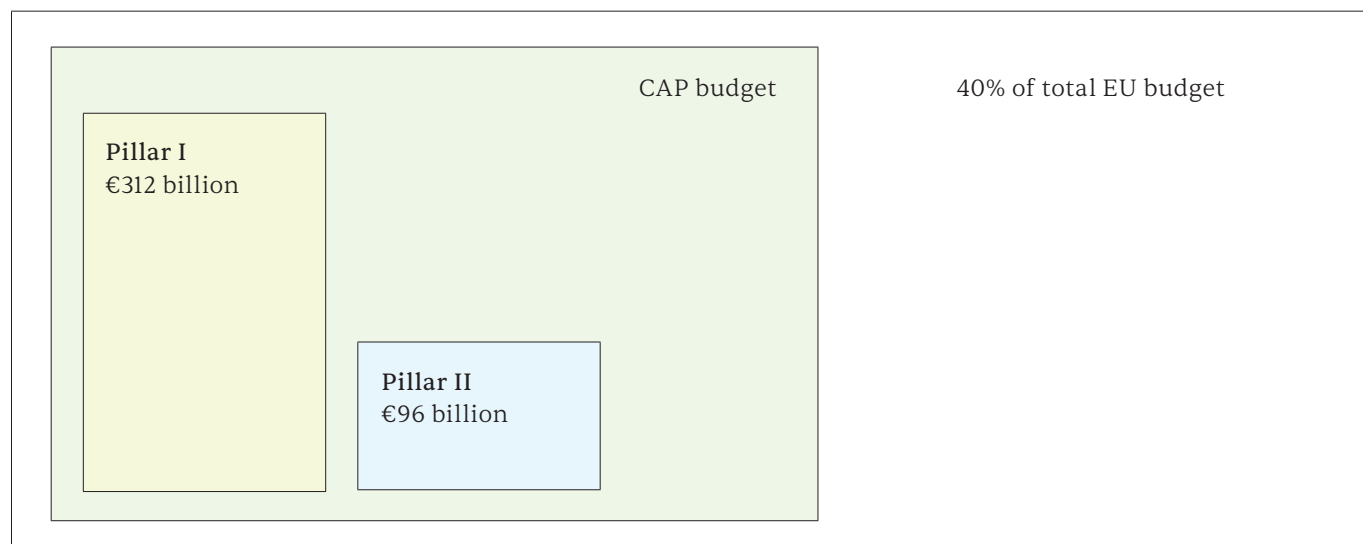 CAP budget
40% of total EU budget
Pillar I
€312 billion
Pillar II
€96 billion